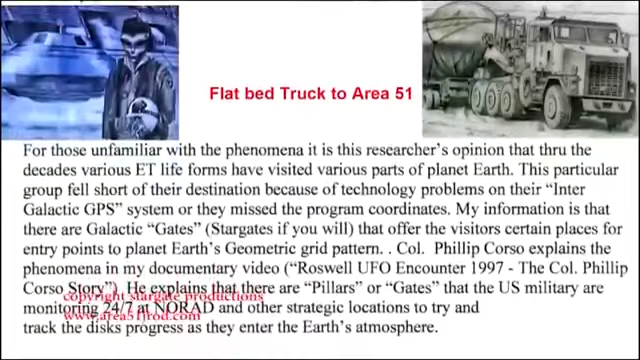 Flat bed Truck to Area 51
For those unfamiliar with the phenomena it is this researcher's opinion that thru the
decades various ET life forms have visited various parts of planet Earth. This particular
group fell short of their destination because of technology problems on their “Inter
Galactic GPS” system or they missed the program coordinates. My information is that
there are Galactic “Gates” (Stargates if you will) that offer the visitors certain places for
entry points to planet Earth's Geometric grid pattern. . Col. Phillip Corso explains the
phenomena in my documentary video (“Roswell UFO Encounter 1997 - The Col. Phillip
Corso Story”) He explains that there are “Pillars” or “Gates” that the US military are
copyright stargate productions
monitoring 24/7 at NORAD and other strategic locations to try and
www.area51jrod.com
track the disks progress as they enter the Earth's atmosphere.